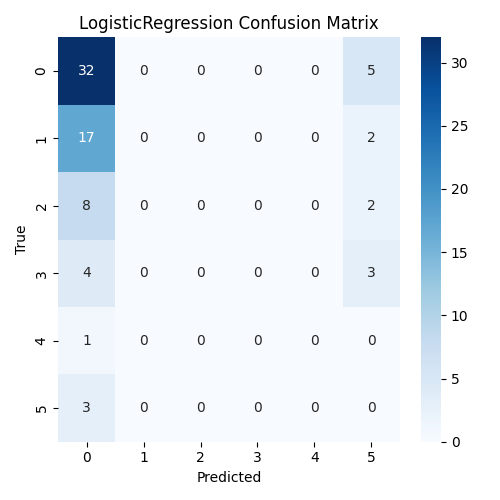 LogisticRegression Confusion Matrix
0 32 0 0 0 0 5
1 17 0 0 0 0 2
2 8 0 0 0 0 2
3 4 0 0 0 0 3
4 1 0 0 0 0 0
5 3 0 0 0 0 0
0 1 2 3 4 5
True
Predicted
30
25
20
15
10
5
0